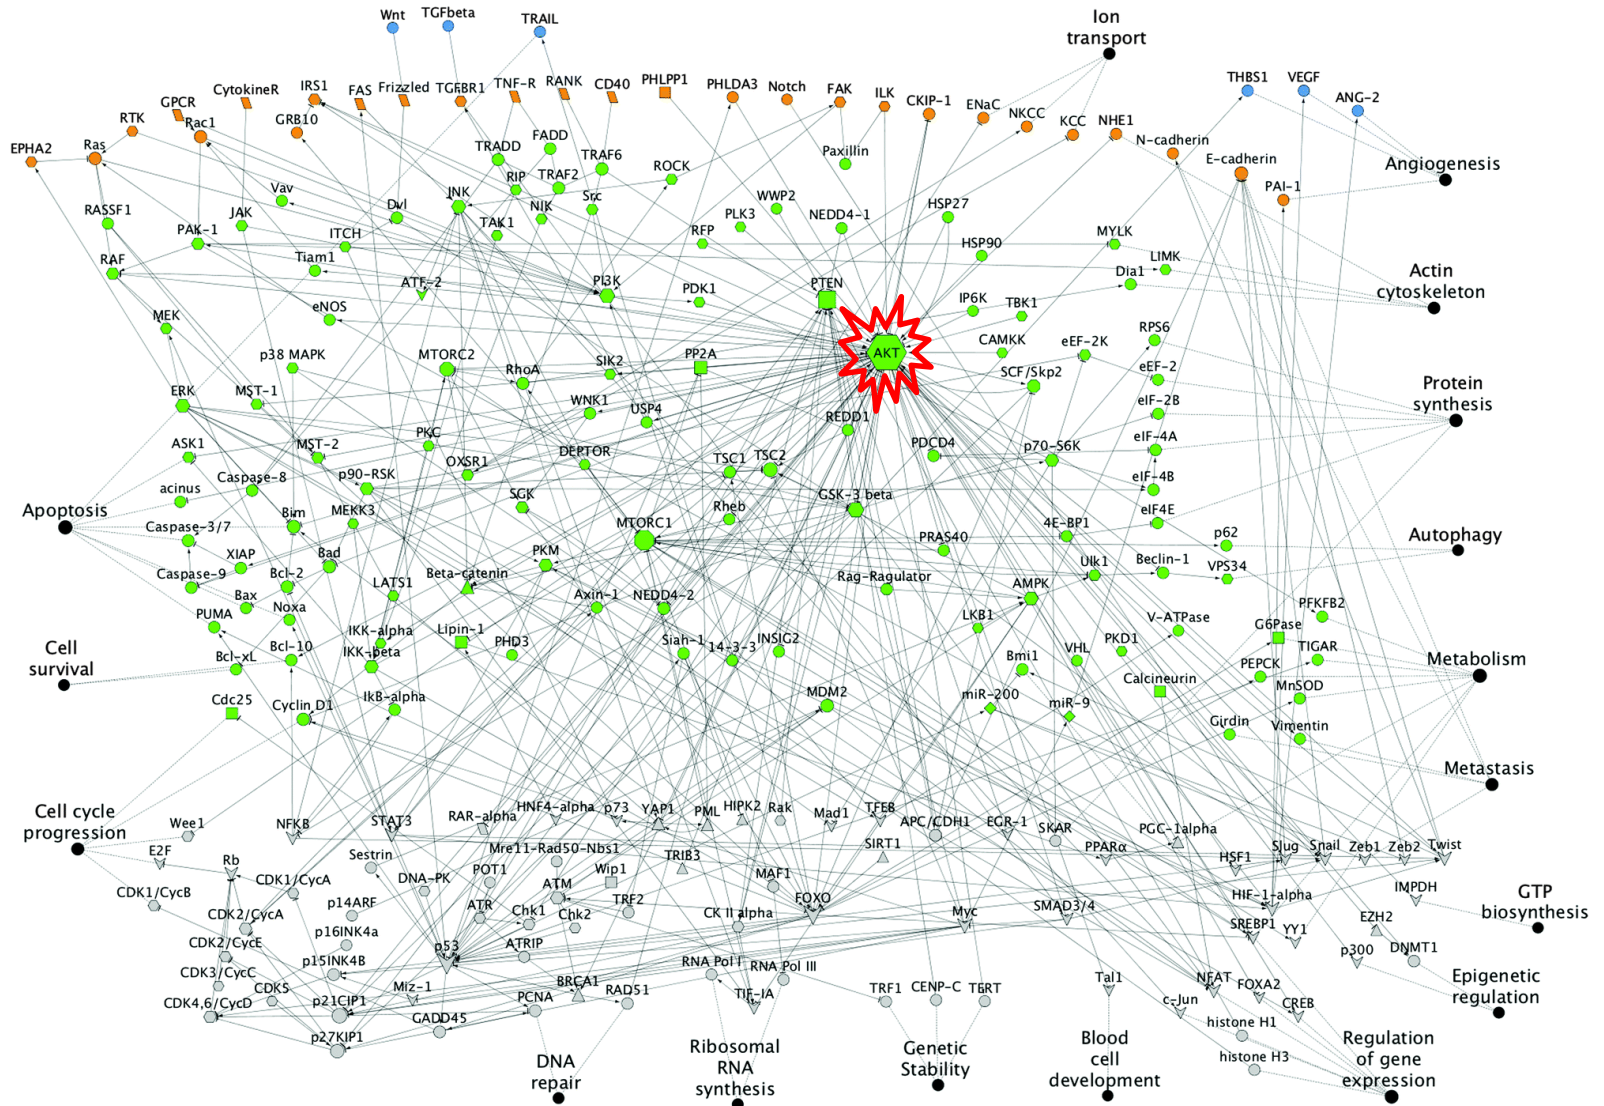 Wnt
TGFbeta
TRAIL
Ion
transport
THBS1
VEGF
ANG-2
GPCR
CytokineR
IRS1
FAS
Frizzled
TGFBR1
TNF-R
RANK
CD40
PHLPP1
PHLDA3
Notch
FAK
ILK
CKIP-1
ENaC
NKCC
KCC
NHE1
RTK
Rac1
GRB10
EPHA2
Ras
TRADD
FADD
TRAF6
ROCK
Paxillin
N-cadherin
E-cadherin
PAI-1
Angiogenesis
Vav
RIP
TRAF2
RASSF1
JAK
Dvl
INK
NIK
Src
WWP2
HSP27
PAK-1
ITCH
TAK1
RFP
PLK3
NEDD4-1
HSP90
MYLK
RAF
Tiam1
ATF-2
PI3K
PDK1
PTEN
IP6K
TBK1
Dia1
LIMK
Actin
cytoskeleton
MEK
eNOS
AKT
CAMKK
eEF-2K
RPS6
p38 MAPK
MTORC2
RhoA
SIK2
PP2A
SCF/Skp2
eEF-2
Protein
synthesis
ERK
MST-1
WNK1
USP4
REDD1
eIF-2B
ASK1
MST-2
PKC
DEPTOR
PDCD4
p70-S6K
eIF-4A
Caspase-8
p90-RSK
OXSR1
TSC1
TSC2
eIF-4B
acinus
MEKK3
SGK
Rheb
GSK-3 beta
eIF4E
Apoptosis
Caspase-3/7
Bim
MTORC1
4E-BP1
p62
Autophagy
XIAP
Bad
PKM
PRAS40
Caspase-9
Bcl-2
LATS1
Beta-catenin
Rag-Ragulator
AMPK
Ulk1
Beclin-1
VPS34
Bax
Noxa
Axin-1
NEDD4-2
LKB1
V-ATPase
PFKFB2
PUMA
IKK-alpha
Lipin-1
PHD3
Siah-1
14-3-3
INSIG2
G6Pase
Cell
survival
Bcl-xL
Bcl-10
IKK-beta
Bmi1
VHL
PKD1
PEPCK
TIGAR
Metabolism
Cdc25
Cyclin D1
IkB-alpha
MDM2
miR-200
miR-9
Calcineurin
MnSOD
Girdin
Vimentin
Metastasis
Cell cycle
progression
Wee1
NFKB
STAT3
RAR-alpha
HNF4-alpha
p73
YAP1
PML
HIPK2
Rak
Mad1
TFEB
APC/CDH1
EGR-1
SKAR
PGC-1alpha
E2F
Rb
Sestrin
Mre11-Rad50-Nbs1
TRIB3
SIRT1
PPARα
HSF1
Slug
Snail
Zeb1
Zeb2
Twist
CDK1/CycB
CDK1/CycA
DNA-PK
POT1
ATM
Wip1
MAF1
FOXO
IMPDH
GTP
biosynthesis
CDK2/CycA
p14ARF
ATR
Chk1
Chk2
TRF2
CK II alpha
Myc
SMAD3/4
HIF-1-alpha
SREBP1
YY1
EZH2
CDK2/CycE
p16INK4a
p53
ATRIP
p300
DNMT1
CDK3/CycC
p15INK4B
RNA Pol I
RNA Pol III
Epigenetic
regulation
CDK4,6/CycD
CDK5
p21CIP1
Miz-1
BRCA1
PCNA
RAD51
TIF-IA
TRF1
CENP-C
TERT
Tal1
NFAT
FOXA2
c-Jun
CREB
p27KIP1
GADD45
histone H1
histone H3
DNA
repair
Ribosomal
RNA
synthesis
Genetic
Stability
Blood
cell
development
Regulation
of gene
expression